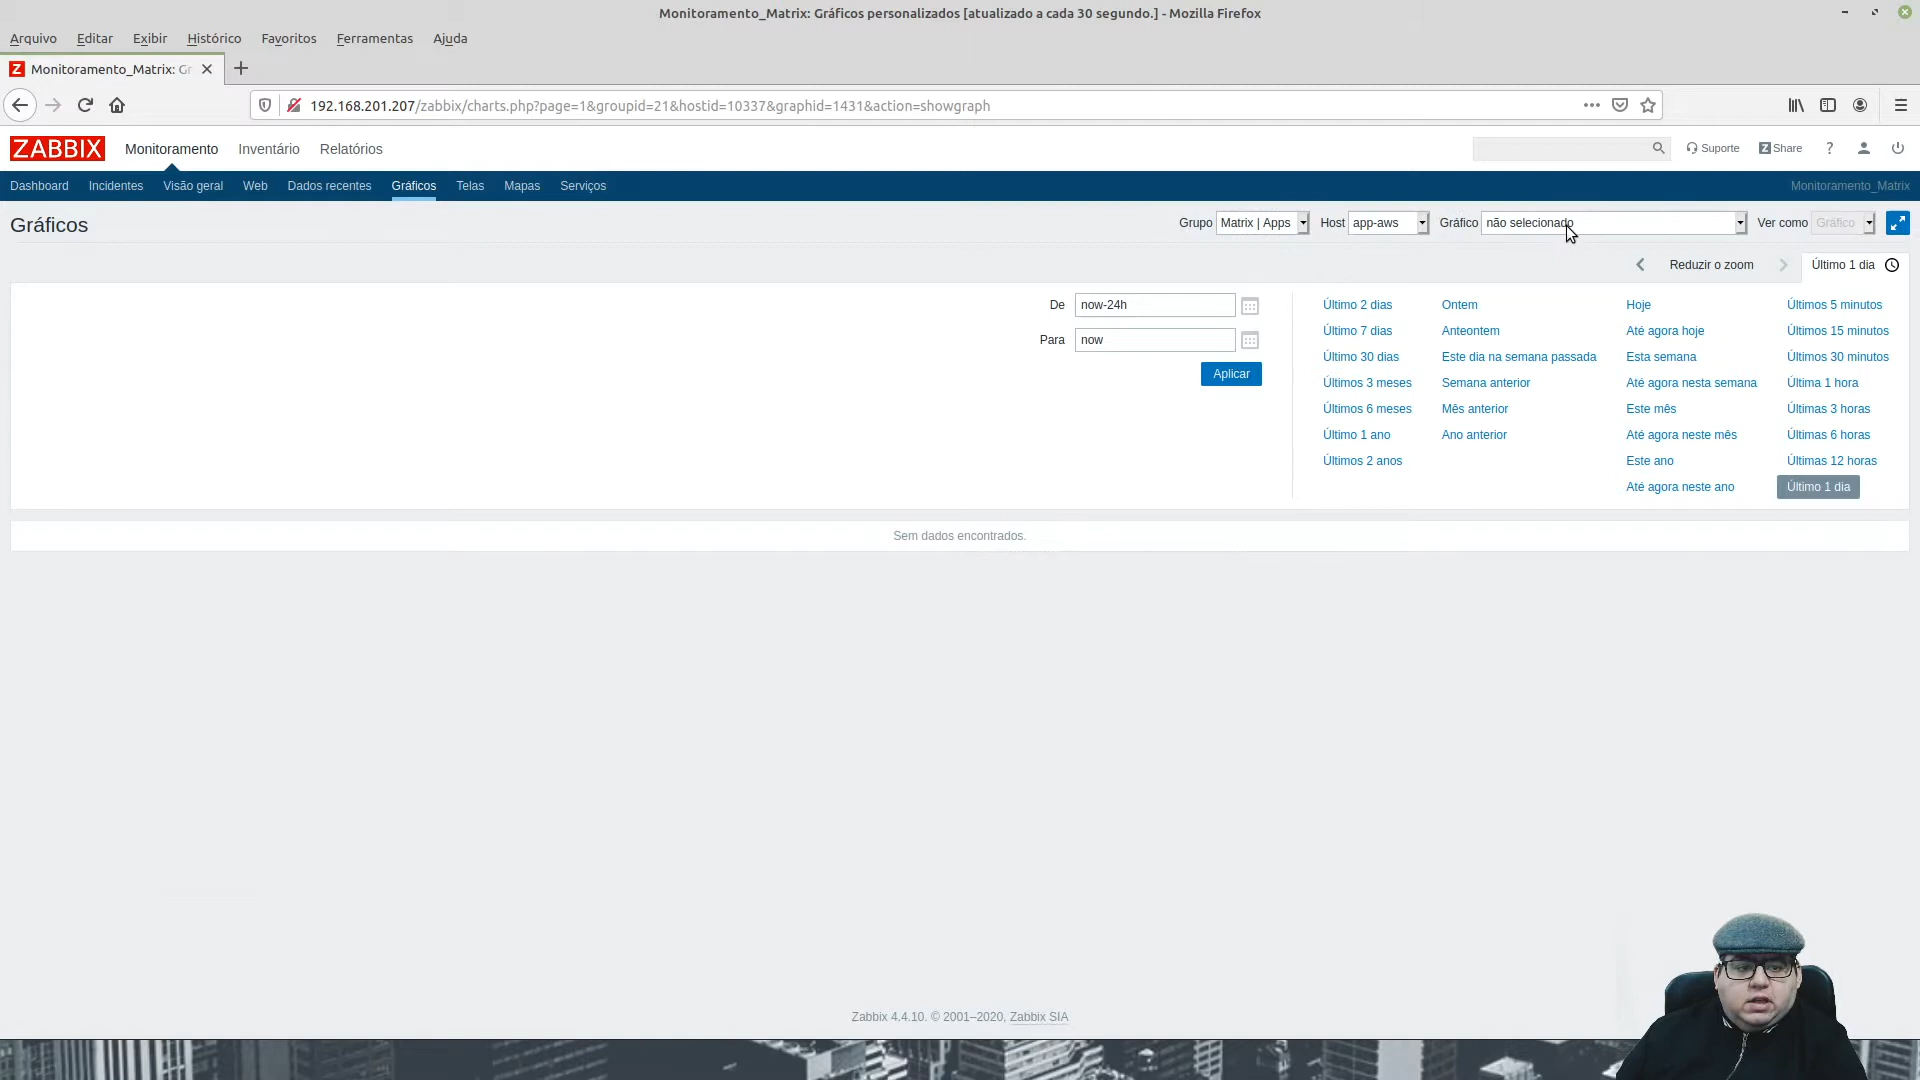 Monitoramento_Matrix: Gráficos personalizados [atualizado a cada 30 segundo.] - Mozilla Firefox
Arquivo Editar Exibir Histórico Favoritos Ferramentas Ajuda
Z Monitoramento_Matrix: Gr
192.168.201.207/zabbix/charts.php?page=1&groupid=21&hostid=10337&graphid=1431&action=showgraph
ZABBIX Monitoramento Inventário Relatórios Suporte Z Share ?
Dashboard Incidentes Visão geral Web Dados recentes Gráficos Telas Mapas Serviços Monitoramento_Matrix
Gráficos Grupo Matrix | Apps Host app-aws Gráfico não selecionado Ver como Gráfico
Reduzir o zoom Último 1 dia
De now-24h Último 2 dias Ontem Hoje Últimos 5 minutos
Último 7 dias Anteontem Até agora hoje Últimos 15 minutos
Para now
Último 30 dias Este dia na semana passada Esta semana Últimos 30 minutos
Aplicar
Últimos 3 meses Semana anterior Até agora nesta semana Última 1 hora
Últimos 6 meses Mês anterior Este mês Últimas 3 horas
Último 1 ano Ano anterior Até agora neste mês Últimas 6 horas
Últimos 2 anos Este ano Últimas 12 horas
Até agora neste ano Último 1 dia
Sem dados encontrados.
Zabbix 4.4.10. © 2001–2020, Zabbix SIA